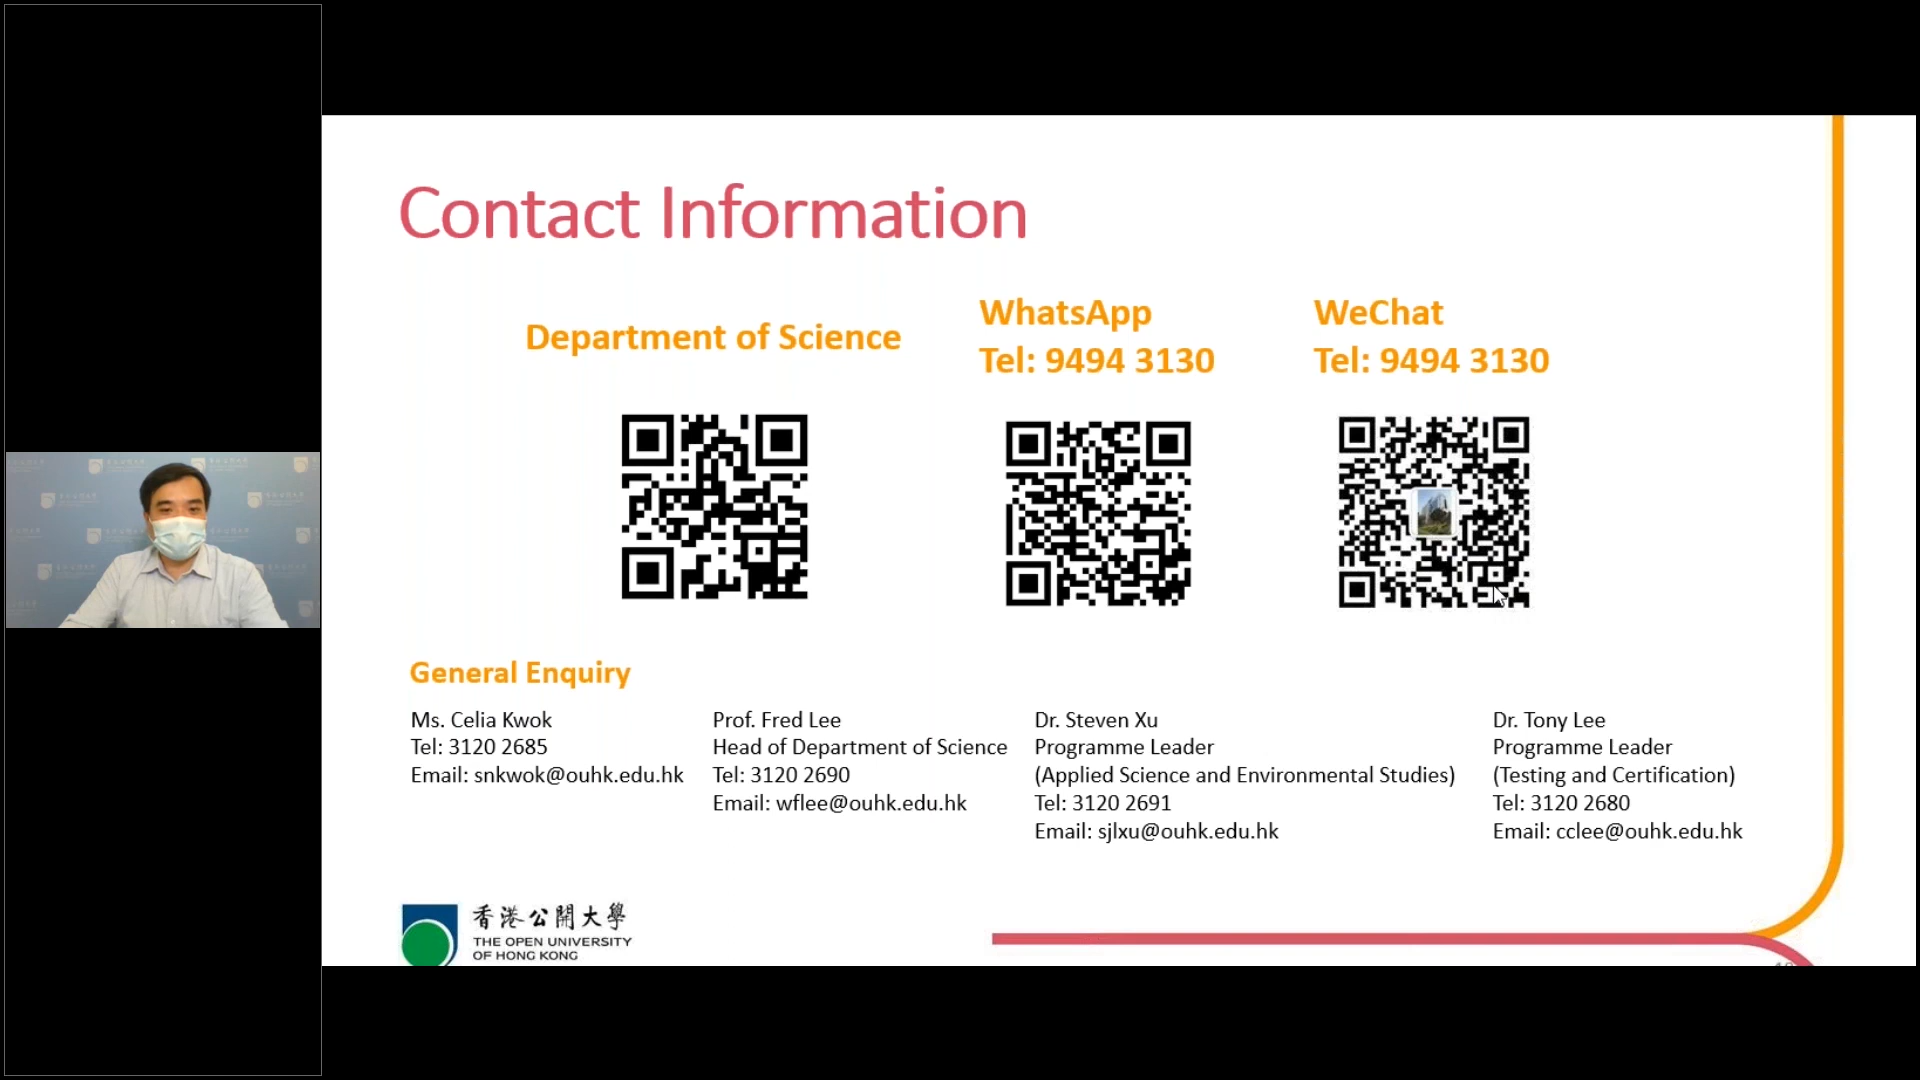 Contact Information
Department of Science
WhatsApp
Tel: 9494 3130
WeChat
Tel: 9494 3130
General Enquiry
Ms. Celia Kwok
Tel: 3120 2685
Email: snkwok@ouhk.edu.hk
Prof. Fred Lee
Head of Department of Science
Tel: 3120 2690
Email: wflee@ouhk.edu.hk
Dr. Steven Xu
Programme Leader
(Applied Science and Environmental Studies)
Tel: 3120 2691
Email: sjlxu@ouhk.edu.hk
Dr. Tony Lee
Programme Leader
(Testing and Certification)
Tel: 3120 2680
Email: cclee@ouhk.edu.hk
香港公開大學
THE OPEN UNIVERSITY
OF HONG KONG